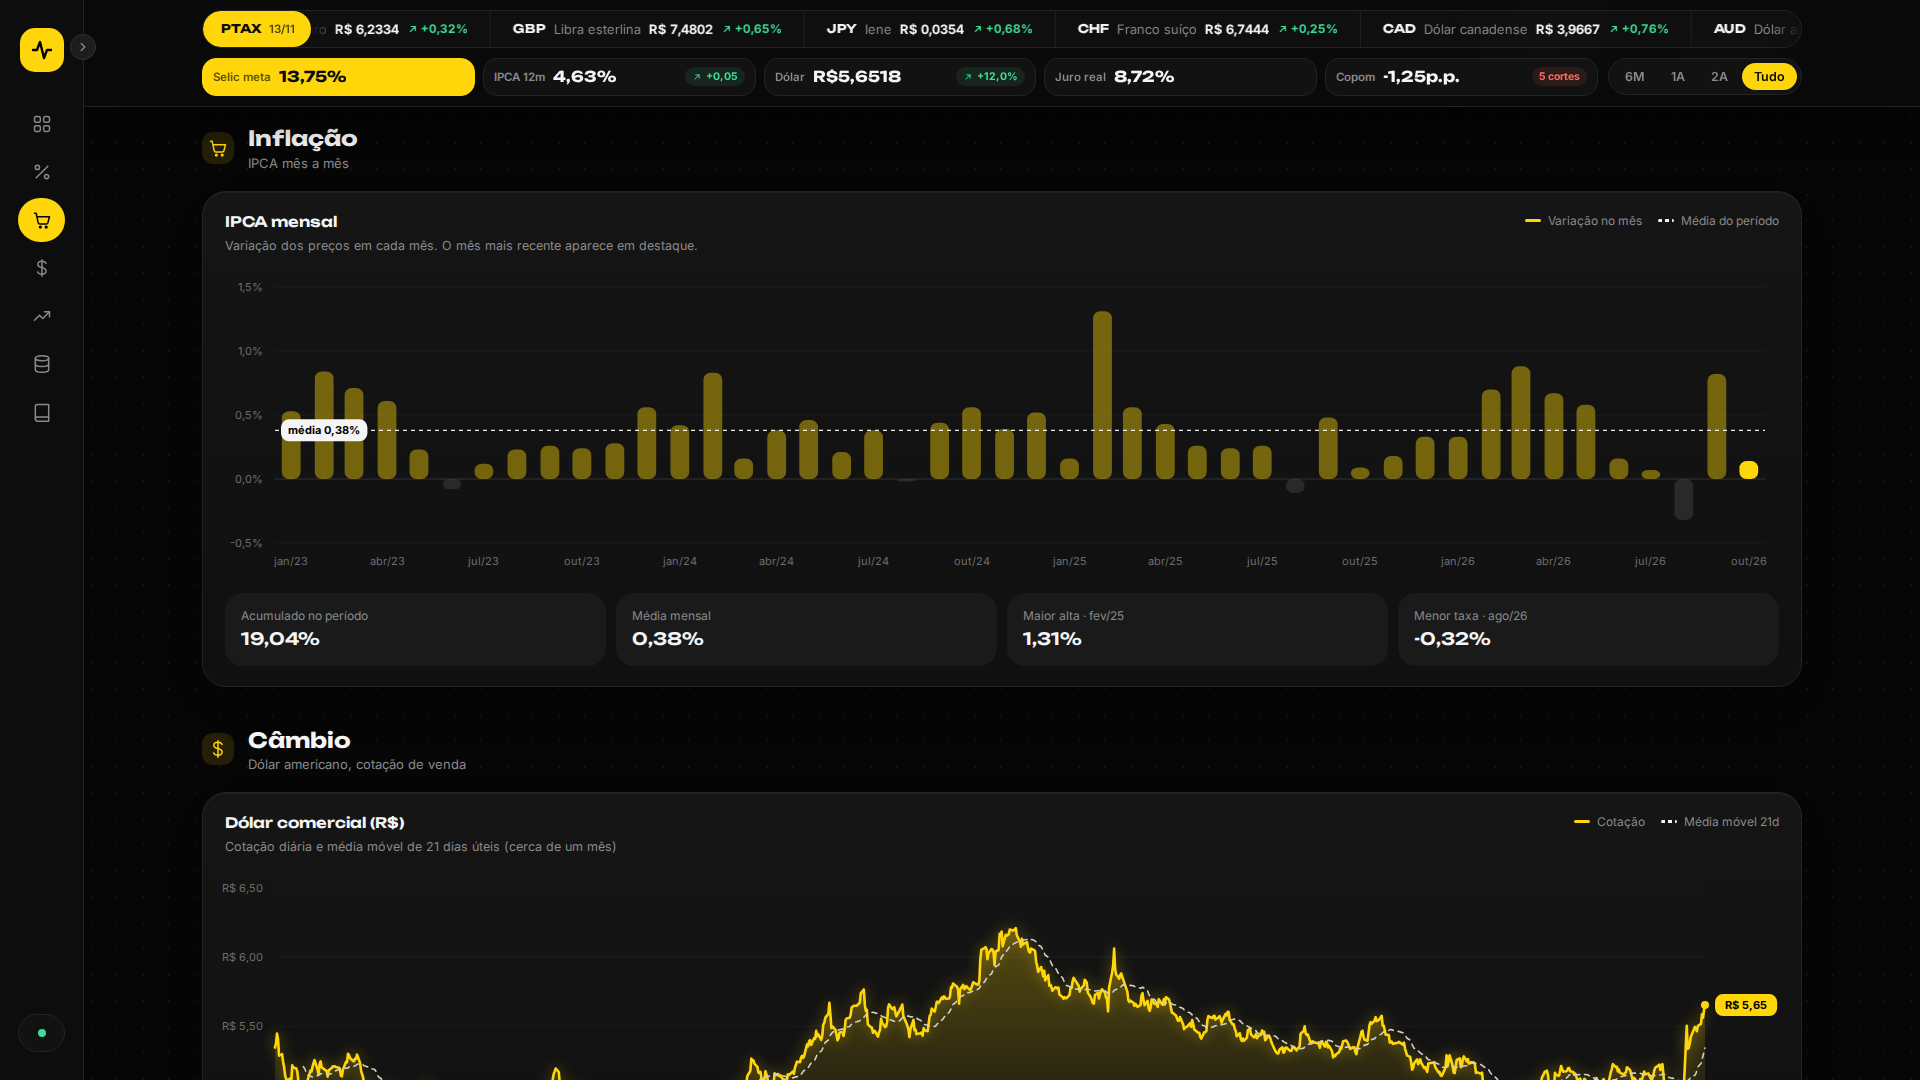 PTAX 13/11 ro R$ 6,2334 +0,32% GBP Libra esterlina R$ 7,4802 +0,65% JPY Iene R$ 0,0354 +0,68% CHF Franco suíço R$ 6,7444 +0,25% CAD Dólar canadense R$ 3,9667 +0,76% AUD Dólar a
Selic meta 13,75% IPCA 12m 4,63% +0,05 Dólar R$5,6518 +12,0% Juro real 8,72% Copom -1,25p.p. 5 cortes 6M 1A 2A Tudo
Inflação
IPCA mês a mês
IPCA mensal
Variação no mês Média do período
Variação dos preços em cada mês. O mês mais recente aparece em destaque.
1,5%
1,0%
0,5%
média 0,38%
0,0%
-0,5%
jan/23 abr/23 jul/23 out/23 jan/24 abr/24 jul/24 out/24 jan/25 abr/25 jul/25 out/25 jan/26 abr/26 jul/26 out/26
Acumulado no período Média mensal Maior alta · fev/25 Menor taxa · ago/26
19,04% 0,38% 1,31% -0,32%
Câmbio
Dólar americano, cotação de venda
Dólar comercial (R$)
Cotação Média móvel 21d
Cotação diária e média móvel de 21 dias úteis (cerca de um mês)
R$ 6,50
R$ 6,00
R$ 5,65
R$ 5,50